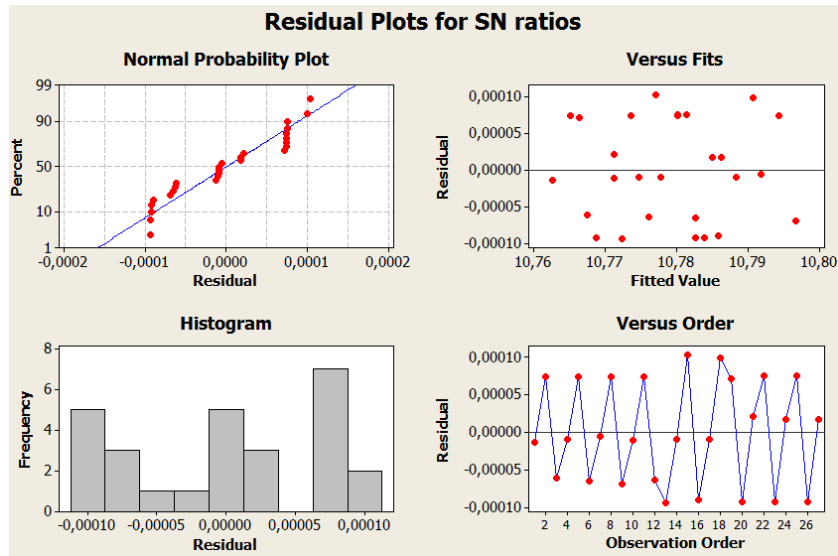 Residual Plots for SN ratios
Normal Probability Plot
99
90
50
10
1
Percent
-0,0002 -0,0001 0,0000 0,0001 0,0002
Residual
Versus Fits
0,00010
0,00005
0,00000
-0,00005
-0,00010
Residual
10,76 10,77 10,78 10,79 10,80
Fitted Value
Histogram
8
6
4
2
0
Frequency
-0,00010 -0,00005 0,00000 0,00005 0,00010
Residual
Versus Order
0,00010
0,00005
0,00000
-0,00005
-0,00010
Residual
2 4 6 8 10 12 14 16 18 20 22 24 26
Observation Order